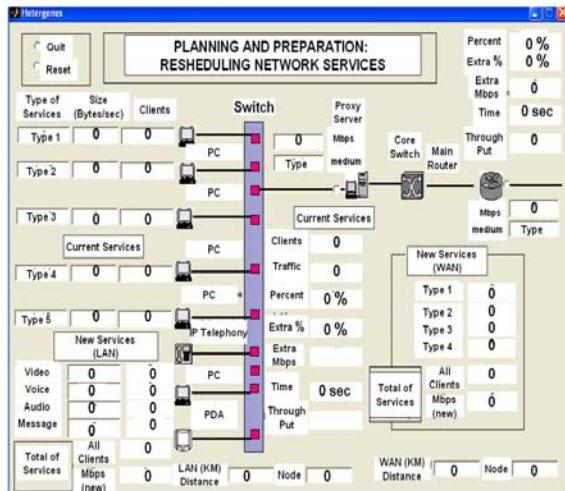 Hetergenes
Quit
Reset
PLANNING AND PREPARATION:
RESHEDULING NETWORK SERVICES
Percent 0 %
Extra % 0 %
Extra Mbps 0
Time 0 sec
Through Put 0
Type of Services
Size (Bytes/sec)
Clients
Switch
Proxy Server
Core Switch
Main Router
Type 1 0 0
PC
0 Mbps
Type medium
Type 2 0 0
PC
Type 3 0 0
PC
Current Services
Type 4 0 0
PC
Type 5 0 0
IP Telephony
PC
PDA
Current Services
Clients 0
Traffic 0
Percent 0 %
Extra % 0 %
Extra Mbps
Time 0 sec
Through Put
Mbps 0
medium Type
New Services (WAN)
Type 1 0
Type 2 0
Type 3 0
Type 4 0
Total of Services
All Clients 0
Mbps (new) 0
New Services (LAN)
Video 0 0
Voice 0 0
Audio 0 0
Message 0 0
Total of Services
All Clients 0
Mbps (new) 0
LAN (KM) Distance 0 Node 0
WAN (KM) Distance 0 Node 0